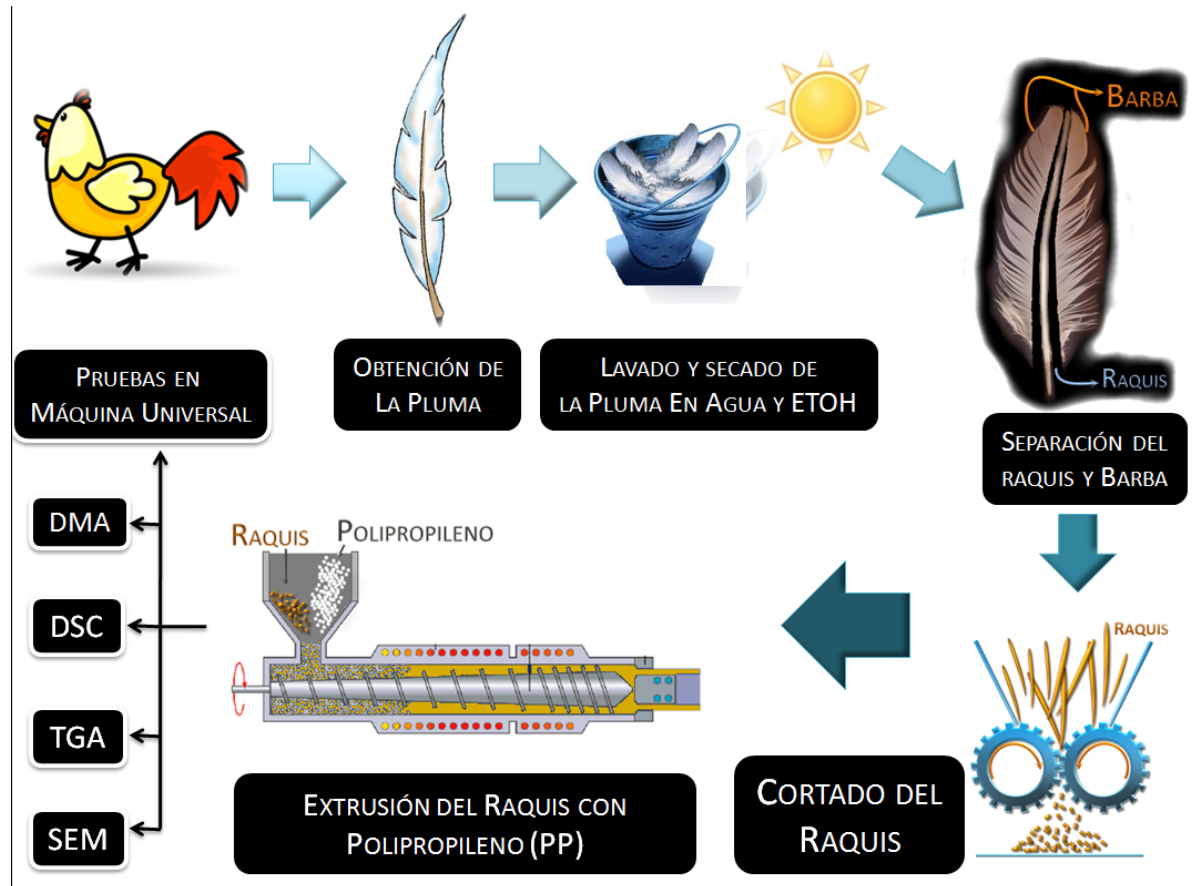 BARBA
RAQUIS
OBTENCIÓN DE
LA PLUMA
LAVADO Y SECADO DE
LA PLUMA EN AGUA Y ETOH
SEPARACIÓN DEL
RAQUIS Y BARBA
RAQUIS
CORTADO DEL
RAQUIS
RAQUIS
POLIPROPILENO
EXTRUSIÓN DEL RAQUIS CON
POLIPROPILENO (PP)
PRUEBAS EN
MÁQUINA UNIVERSAL
DMA
DSC
TGA
SEM